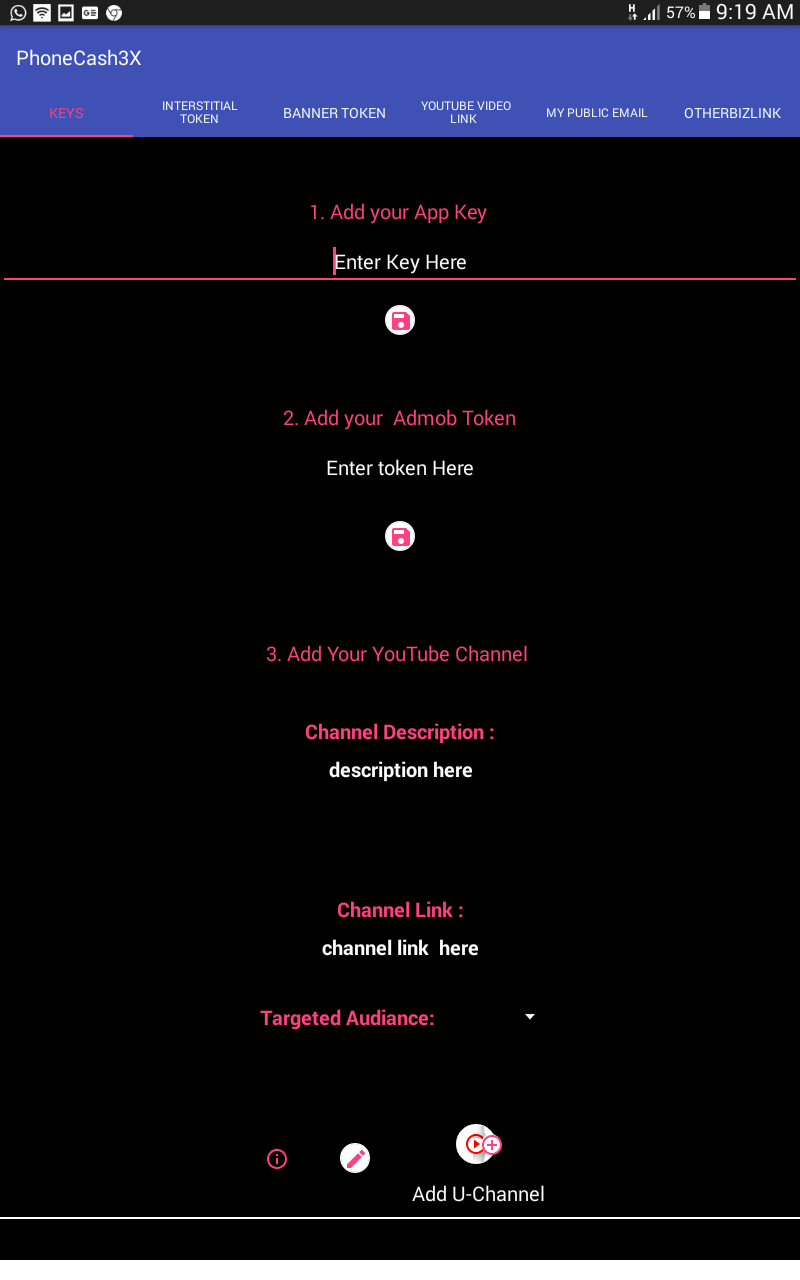 H 57% 9:19 AM
PhoneCash3X
KEYS
INTERSTITIAL
TOKEN
BANNER TOKEN
YOUTUBE VIDEO
LINK
MY PUBLIC EMAIL
OTHERBIZLINK
1. Add your App Key
Enter Key Here
2. Add your  Admob Token
Enter token Here
3. Add Your YouTube Channel
Channel Description :
description here
Channel Link :
channel link  here
Targeted Audiance:
Add U-Channel